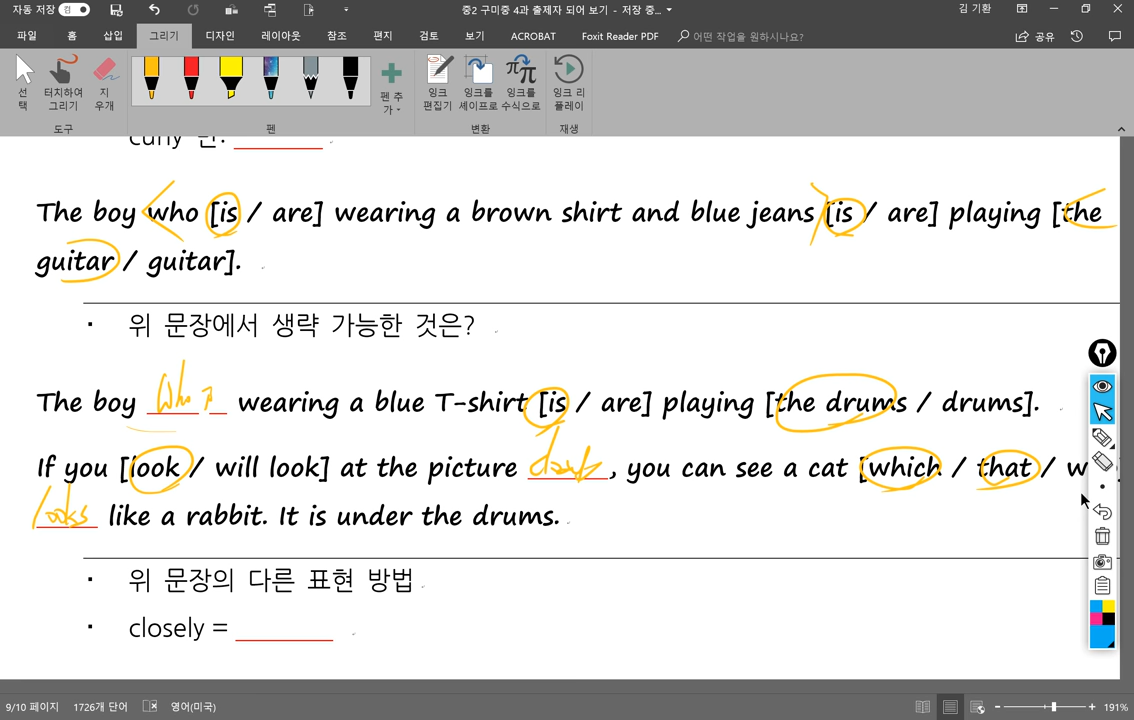 자동 저장 컴 중2 구미중 4과 출제자 되어 보기 - 저장 중... 김 기환
파일 홈 삽입 그리기 디자인 레이아웃 참조 편지 검토 보기 ACROBAT Foxit Reader PDF 어떤 작업을 원하시나요? 공유
선택 터치하여 그리기 지우개 펜 추가 잉크 편집기 잉크를 셰이프로 잉크를 수식으로 잉크 리플레이
도구 펜 변환 재생
The boy who [is / are] wearing a brown shirt and blue jeans [is / are] playing [the
guitar / guitar].
· 위 문장에서 생략 가능한 것은?
The boy who is wearing a blue T-shirt [is / are] playing [the drums / drums].
If you [look / will look] at the picture, you can see a cat [which / that / w
looks like a rabbit. It is under the drums.
· 위 문장의 다른 표현 방법
· closely =
9/10 페이지 1726개 단어 영어(미국) 191%